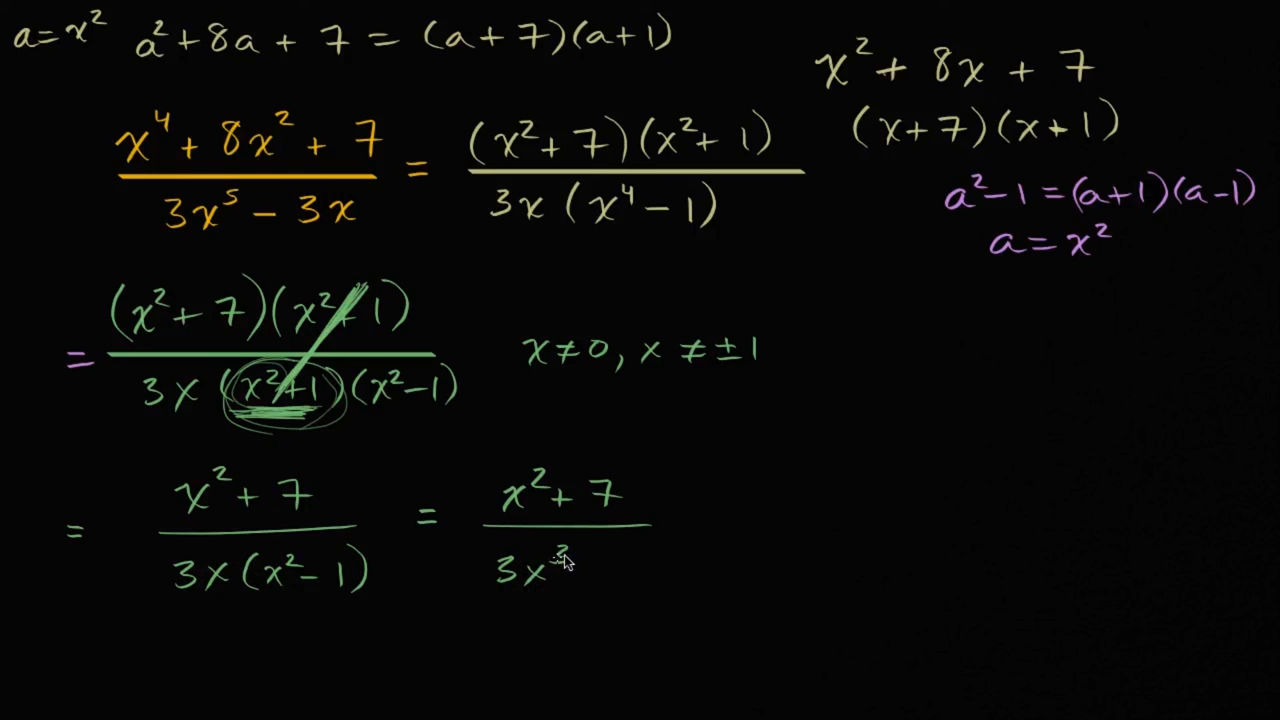 a=x² a²+8a+7=(a+7)(a+1)
x²+8x+7
(x+7)(x+1)
x⁴+8x²+7 = (x²+7)(x²+1)
3x⁵-3x 3x(x⁴-1)
a²-1=(a+1)(a-1)
a=x²
(x²+7)(x²+1)
= x≠0, x≠±1
3x(x²+1)(x²-1)
x²+7 = x²+7
=
3x(x²-1) 3x³